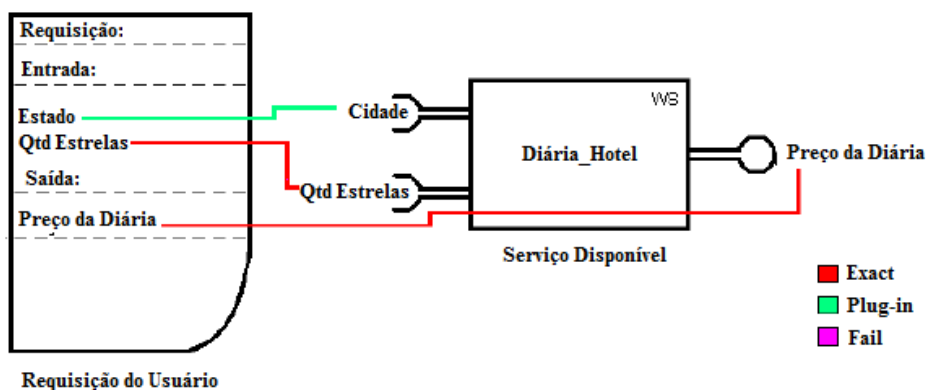 Requisição:
Entrada:
Estado
Qtd Estrelas
Saída:
Preço da Diária
Requisição do Usuário
Cidade
Qtd Estrelas
WS
Diária_Hotel
Serviço Disponível
Preço da Diária
Exact
Plug-in
Fail